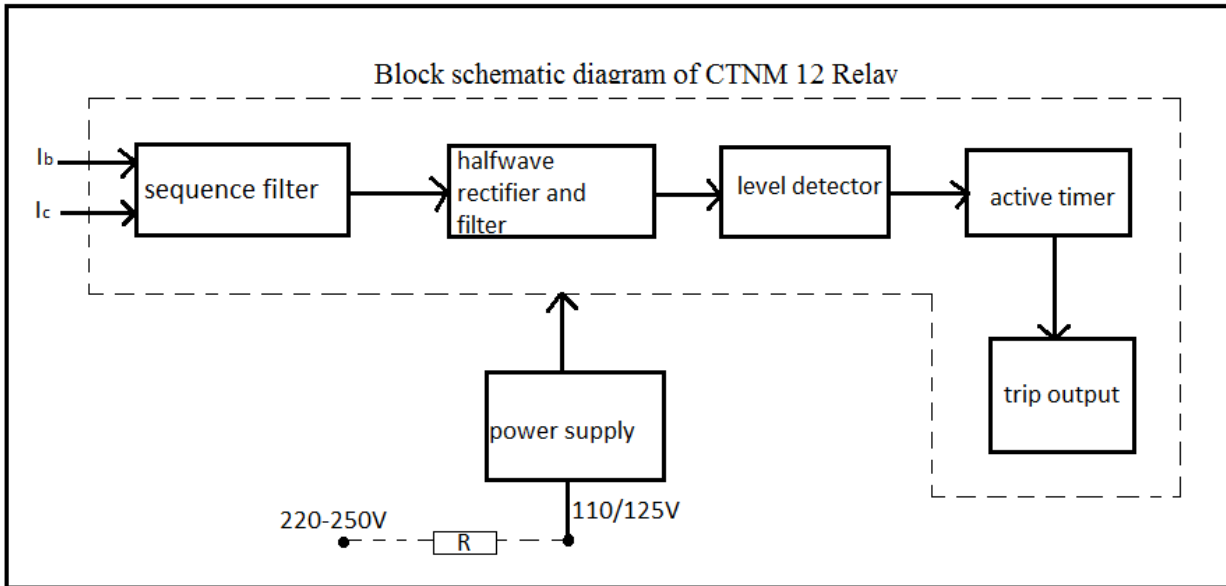 Block schematic diagram of CTNM 12 Relay
Ib
Ic
sequence filter
halfwave
rectifier and
filter
level detector
active timer
trip output
power supply
110/125V
220-250V
R